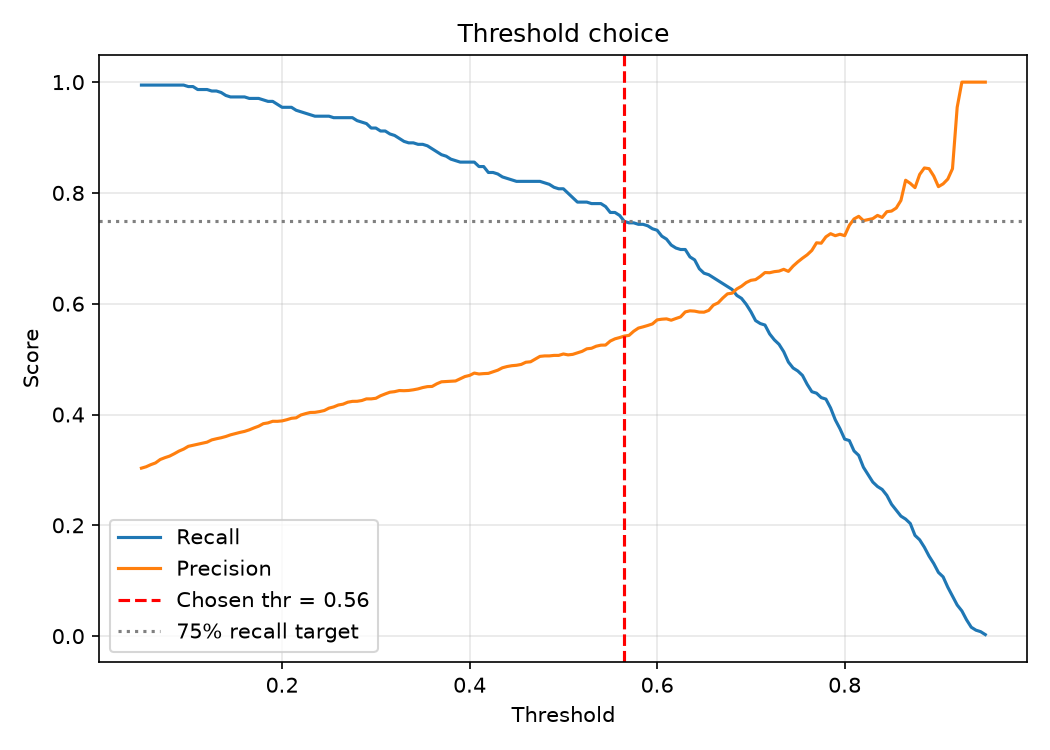 Threshold choice
1.0
0.8
0.6
0.4
0.2
0.0
Score
Recall
Precision
Chosen thr = 0.56
75% recall target
0.2 0.4 0.6 0.8
Threshold